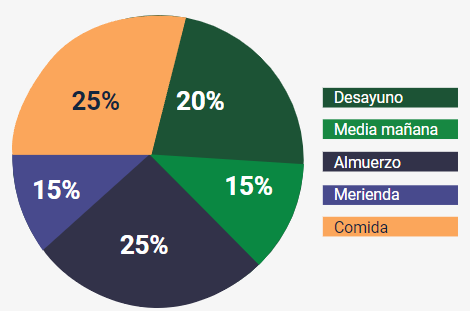 25%
20%
15%
15%
25%
Desayuno
Media mañana
Almuerzo
Merienda
Comida